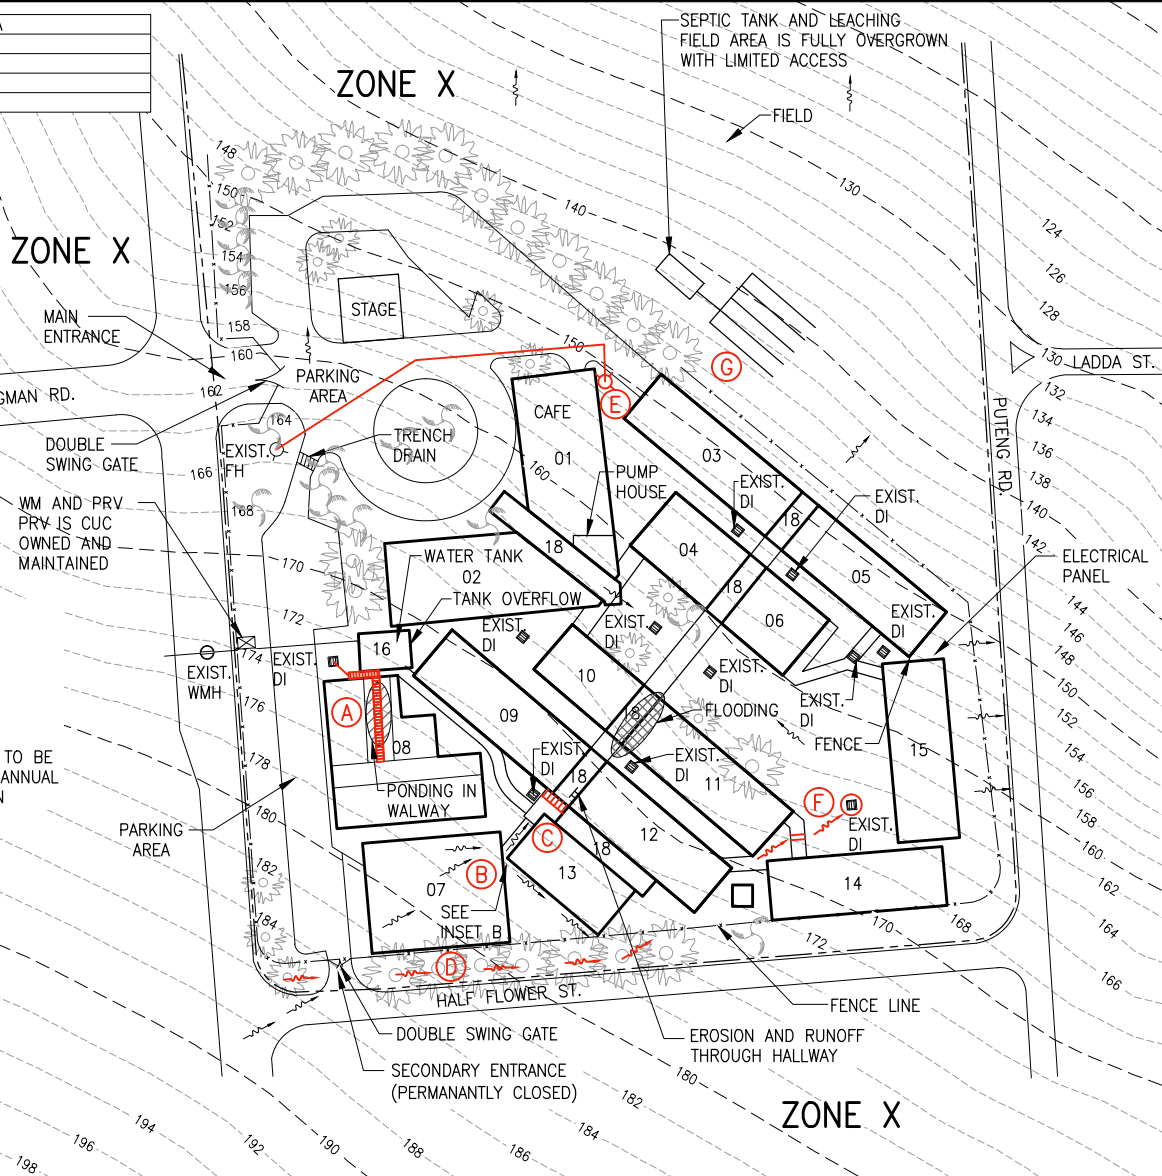 SEPTIC TANK AND LEACHING
FIELD AREA IS FULLY OVERGROWN
WITH LIMITED ACCESS
ZONE X
FIELD
148
150
130
140
152
124
ZONE X
154
126
156
128
MAIN
ENTRANCE
STAGE
158
150
160
130
LADDA ST.
G
PARKING
AREA
162
132
GMAN RD.
PUTENG RD.
CAFE
E
164
134
DOUBLE
SWING GATE
EXIST.
FH
TRENCH
DRAIN
01
03
136
166
160
PUMP
HOUSE
EXIST.
DI
138
WM AND PRV
PRV IS CUC
OWNED AND
MAINTAINED
168
EXIST.
DI
140
18
18
04
142
ELECTRICAL
PANEL
170
WATER TANK
02
05
18
TANK OVERFLOW
144
172
EXIST.
DI
EXIST.
DI
06
EXIST.
DI
146
16
148
174
EXIST.
DI
EXIST.
WMH
10
EXIST.
DI
150
176
A
09
18
FLOODING
EXIST.
DI
152
FENCE
15
154
178
08
EXIST.
DI
EXIST.
DI
18
11
156
TO BE
ANNUAL
N
PONDING IN
WALWAY
158
180
F
EXIST.
DI
PARKING
AREA
C
12
160
18
182
B
13
14
162
07
SEE
INSET B
184
170
168
164
172
D
166
HALF FLOWER ST.
FENCE LINE
DOUBLE SWING GATE
EROSION AND RUNOFF
THROUGH HALLWAY
SECONDARY ENTRANCE
(PERMANANTLY CLOSED)
180
182
ZONE X
194
184
196
192
190
188
186
198